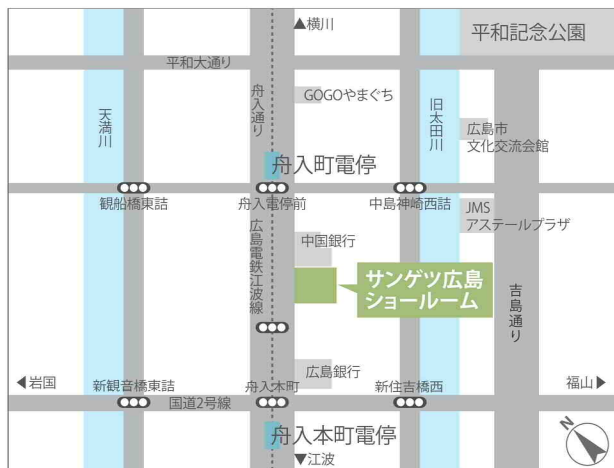 ▲横川
平和記念公園
平和大通り
GOGOやまぐち
舟入通り
天満川
旧太田川
広島市
文化交流会館
舟入町電停
観船橋東詰
舟入電停前
中島神崎西詰
JMS
アステールプラザ
広島電鉄江波線
中国銀行
サンゲツ広島
ショールーム
吉島通り
広島銀行
◀岩国
新観音橋東詰
舟入本町
新住吉橋西
福山▶
国道2号線
舟入本町電停
▼江波
N